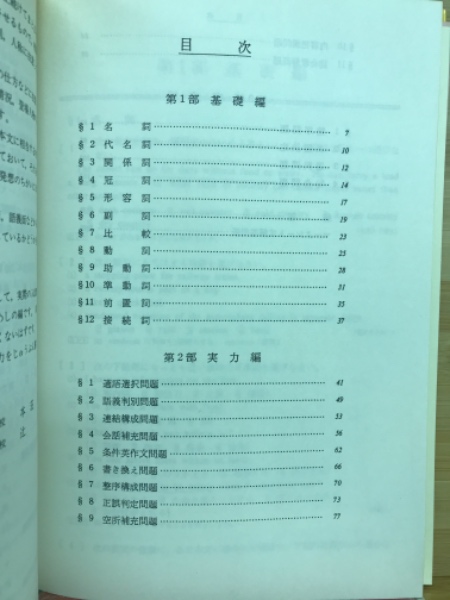 目次
第1部 基礎編
§1 名詞 7
§2 代名詞 10
§3 関係詞 12
§4 冠詞 14
§5 形容詞 17
§6 副詞 19
§7 比較 23
§8 動詞 25
§9 助動詞 28
§10 準動詞 31
§11 前置詞 35
§12 接続詞 37
第2部 実力編
§1 適語選択問題 41
§2 語義判別問題 49
§3 連結構成問題 53
§4 会話補充問題 56
§5 条件英作文問題 62
§6 書き換え問題 66
§7 整序構成問題 70
§8 正誤判定問題 73
§9 空所補充問題 77